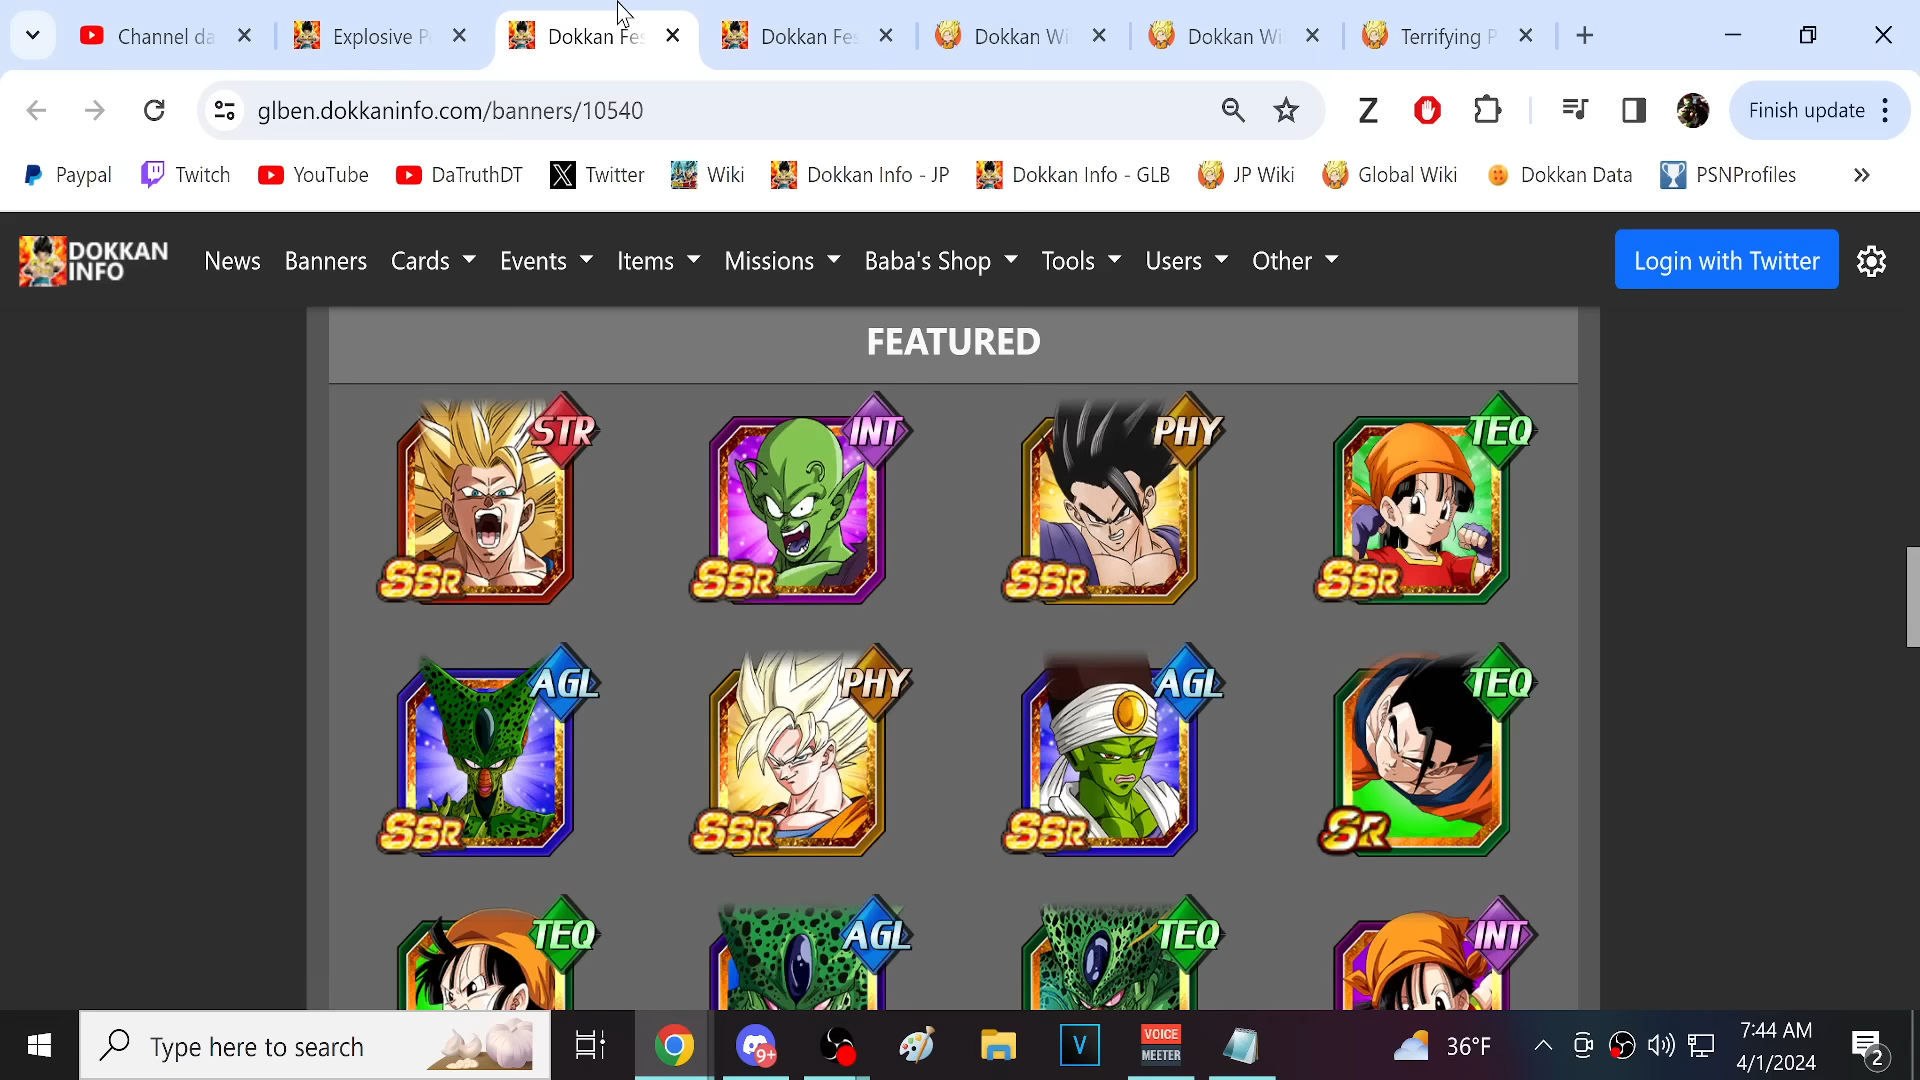 Channel da
Explosive P
Dokkan Fes
Dokkan Fes
Dokkan Wi
Dokkan Wi
Terrifying P
glben.dokkaninfo.com/banners/10540
Z
Finish update
Paypal
Twitch
YouTube
DaTruthDT
Twitter
Wiki
Dokkan Info - JP
Dokkan Info - GLB
JP Wiki
Global Wiki
Dokkan Data
PSNProfiles
»
DOKKAN
INFO
News
Banners
Cards
Events
Items
Missions
Baba's Shop
Tools
Users
Other
Login with Twitter
FEATURED
STR
INT
PHY
TEQ
SSR
SSR
SSR
SSR
AGL
PHY
AGL
TEQ
SSR
SSR
SSR
SR
TEQ
AGL
TEQ
INT
Type here to search
9+
V
VOICE
MEETER
36°F
7:44 AM
4/1/2024
2